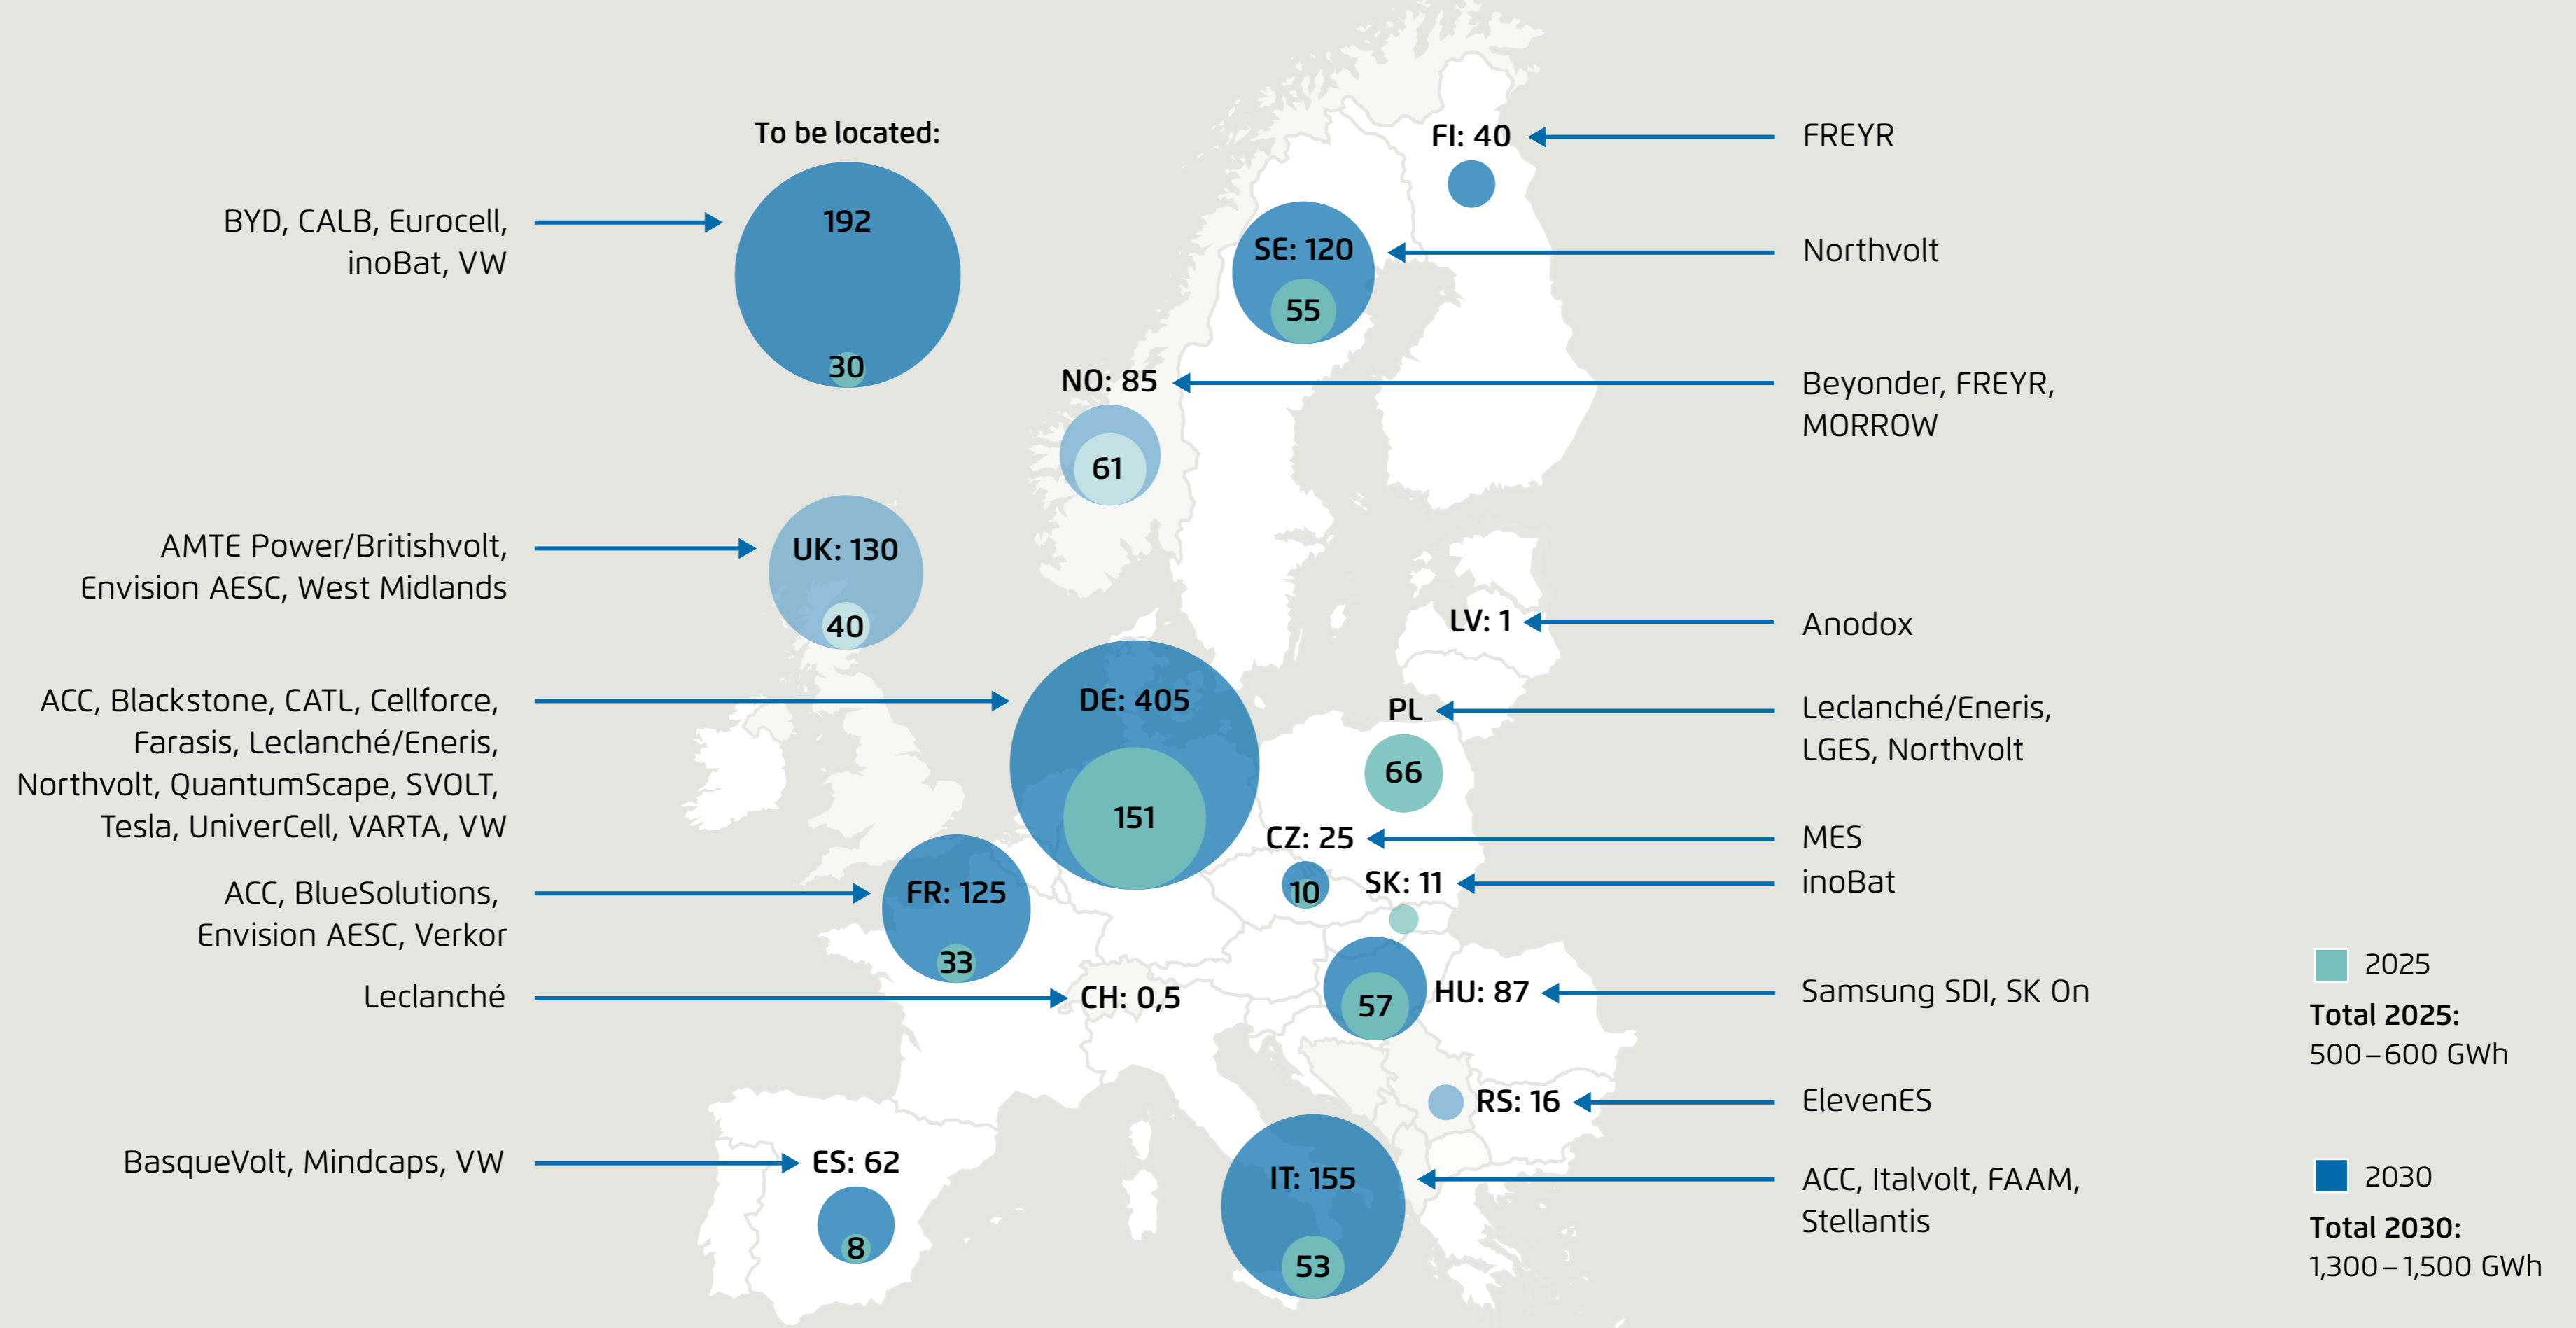 To be located:
192
30
BYD, CALB, Eurocell,
inoBat, VW
FI: 40
FREYR
SE: 120
55
Northvolt
NO: 85
61
Beyonder, FREYR,
MORROW
AMTE Power/Britishvolt,
Envision AESC, West Midlands
UK: 130
40
LV: 1
Anodox
ACC, Blackstone, CATL, Cellforce,
Farasis, Leclanché/Eneris,
Northvolt, QuantumScape, SVOLT,
Tesla, UniverCell, VARTA, VW
DE: 405
151
PL
66
Leclanché/Eneris,
LGES, Northvolt
CZ: 25
10
MES
SK: 11
inoBat
ACC, BlueSolutions,
Envision AESC, Verkor
FR: 125
33
Leclanché
CH: 0,5
57
HU: 87
Samsung SDI, SK On
RS: 16
ElevenES
BasqueVolt, Mindcaps, VW
ES: 62
8
IT: 155
53
ACC, Italvolt, FAAM,
Stellantis
2025
Total 2025:
500–600 GWh
2030
Total 2030:
1,300–1,500 GWh